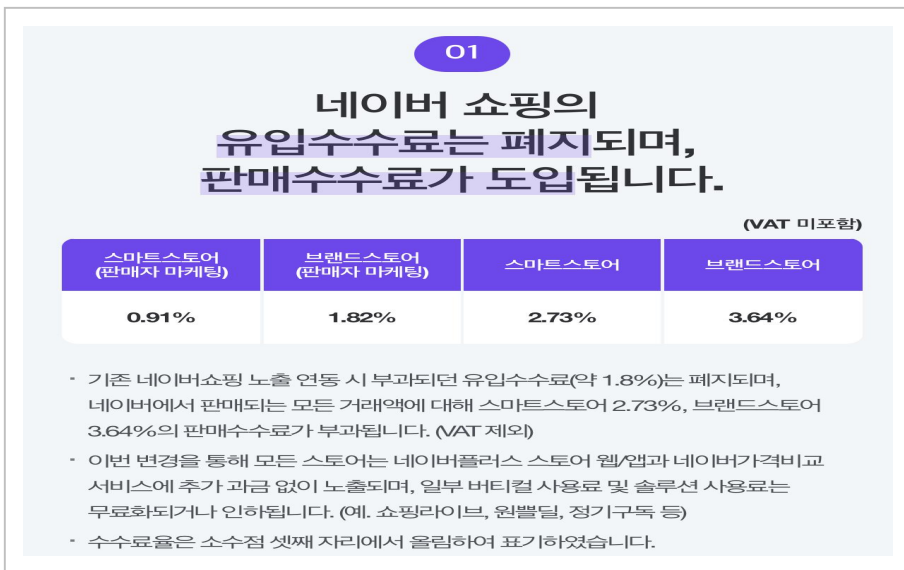 01
네이버 쇼핑의
유입수수료는 폐지되며,
판매수수료가 도입됩니다.
(VAT 미포함)
스마트스토어
(판매자 마케팅)
브랜드스토어
(판매자 마케팅)
스마트스토어
브랜드스토어
0.91%
1.82%
2.73%
3.64%
• 기존 네이버쇼핑 노출 연동 시 부과되던 유입수수료(약 1.8%)는 폐지되며,
네이버에서 판매되는 모든 거래액에 대해 스마트스토어 2.73%, 브랜드스토어
3.64%의 판매수수료가 부과됩니다. (VAT 제외)
• 이번 변경을 통해 모든 스토어는 네이버플러스 스토어 웹/앱과 네이버가격비교
서비스에 추가 과금 없이 노출되며, 일부 버티컬 사용료 및 솔루션 사용료는
무료화되거나 인하됩니다. (예. 쇼핑라이브, 원쁠딜, 정기구독 등)
• 수수료율은 소수점 셋째 자리에서 올림하여 표기하였습니다.